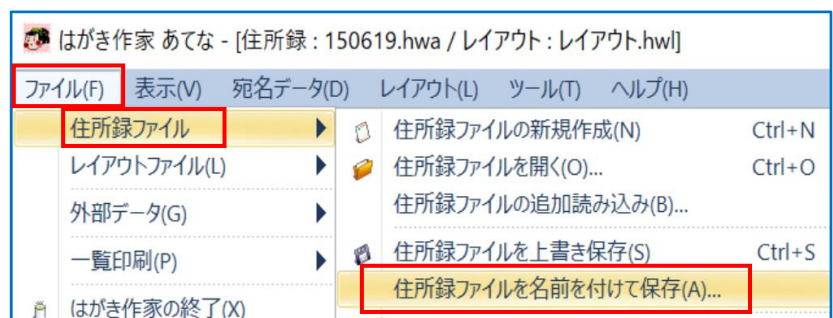 はがき作家 あてな - [住所録 : 150619.hwa / レイアウト : レイアウト.hwl]
ファイル(F) 表示(V) 宛名データ(D) レイアウト(L) ツール(T) ヘルプ(H)
住所録ファイル
レイアウトファイル(L)
外部データ(G)
一覧印刷(P)
はがき作家の終了(X)
住所録ファイルの新規作成(N) Ctrl+N
住所録ファイルを開く(O)... Ctrl+O
住所録ファイルの追加読み込み(B)...
住所録ファイルを上書き保存(S) Ctrl+S
住所録ファイルを名前を付けて保存(A)...